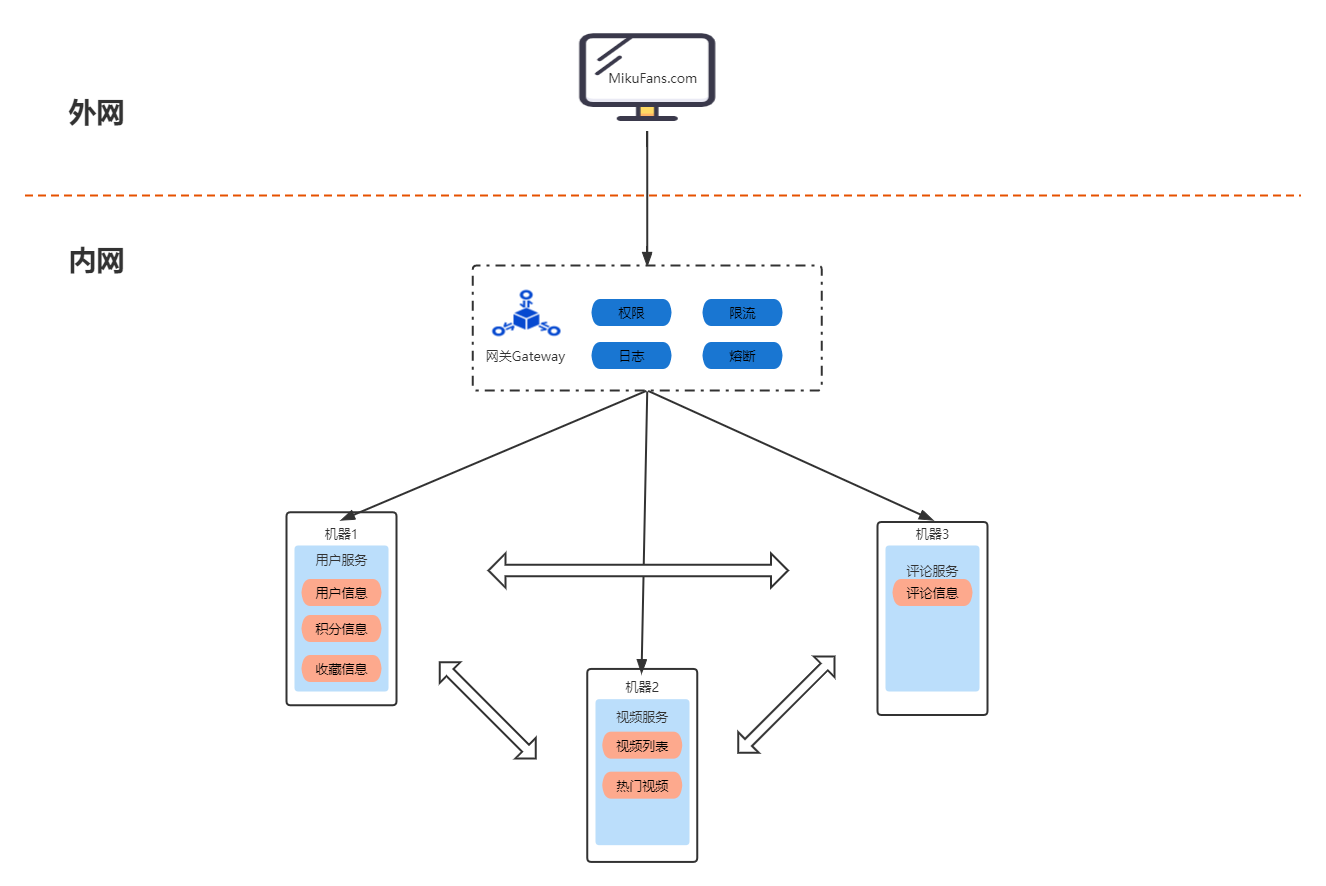 MikuFans.com
外网
内网
权限
限流
网关Gateway
日志
熔断
机器1
用户服务
用户信息
积分信息
收藏信息
机器3
评论服务
评论信息
机器2
视频服务
视频列表
热门视频